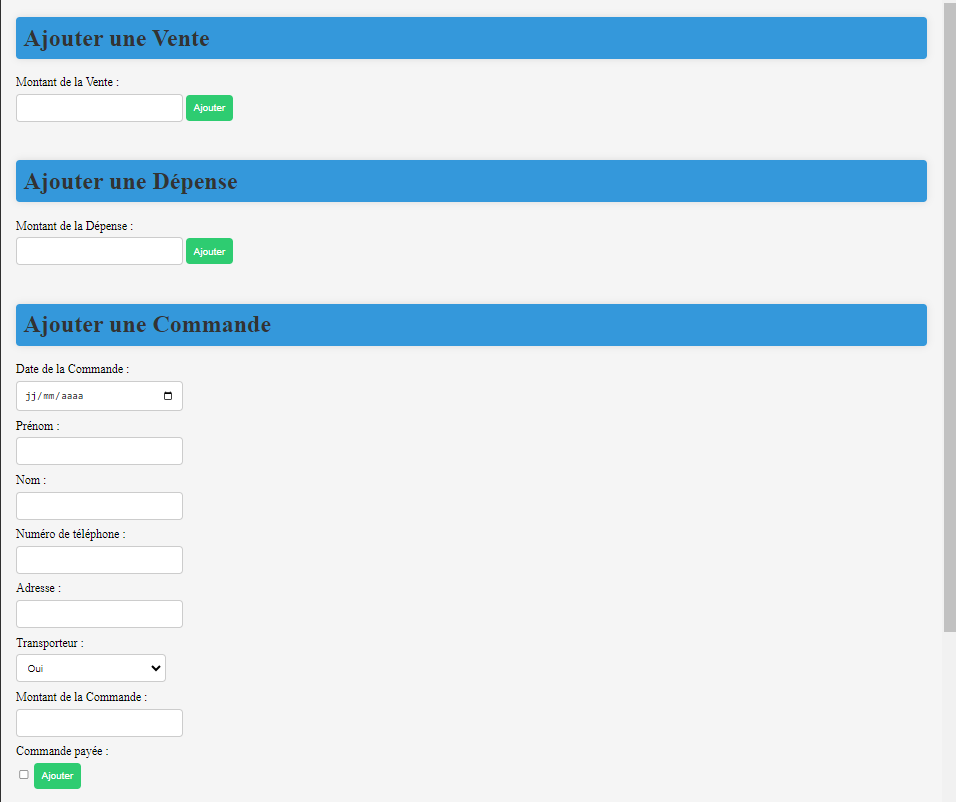 Ajouter une Vente
Montant de la Vente :
Ajouter
Ajouter une Dépense
Montant de la Dépense :
Ajouter
Ajouter une Commande
Date de la Commande :
jj/mm/aaaa
Prénom :
Nom :
Numéro de téléphone :
Adresse :
Transporteur :
Oui
Montant de la Commande :
Commande payée :
Ajouter